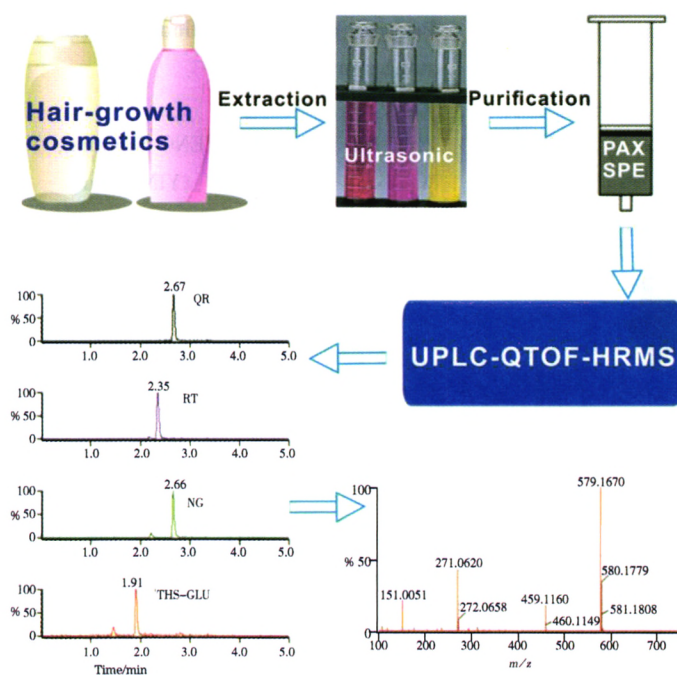 Hair-growth
cosmetics
Extraction
Ultrasonic
Purification
PAX
SPE
UPLC-QTOF-HRMS
100
% 50
0
2.67
QR
1.0 2.0 3.0 4.0 5.0
100
% 50
0
2.35
RT
1.0 2.0 3.0 4.0 5.0
100
% 50
0
2.66
NG
1.0 2.0 3.0 4.0 5.0
100
% 50
0
1.91
THS-GLU
1.0 2.0 3.0 4.0 5.0
Time/min
100
% 50
0
579.1670
580.1779
581.1808
271.0620
272.0658
151.0051
459.1160
460.1149
100 200 300 400 500 600 700
m/z